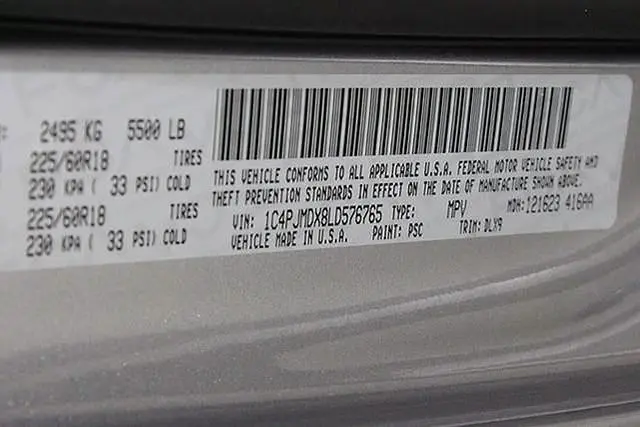 2495 KG 5500 LB
225/60R18 TIRES
230 KPA ( 33 PSI) COLD
225/60R18 TIRES
230 KPA ( 33 PSI) COLD
THIS VEHICLE CONFORMS TO ALL APPLICABLE U.S.A. FEDERAL MOTOR VEHICLE SAFETY AND
THEFT PREVENTION STANDARDS IN EFFECT ON THE DATE OF MANUFACTURE SHOWN ABOVE.
VIN: 1C4PJMDX8LD576765 TYPE: MPV MDH:121623 416AA
VEHICLE MADE IN U.S.A. PAINT: PSC TRIM: DLX9